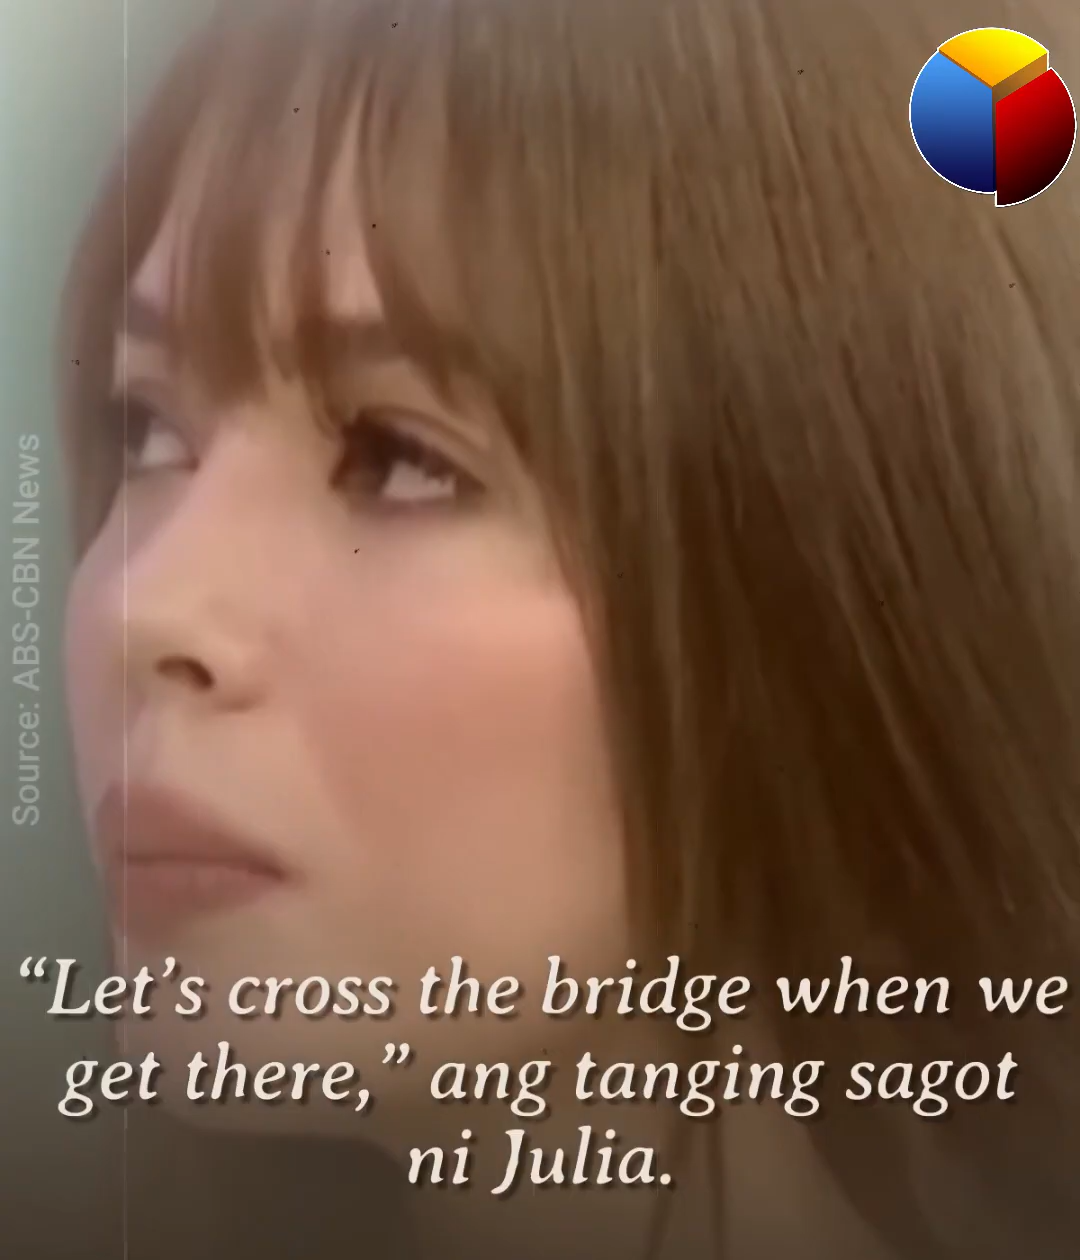 Source: ABS-CBN News
“Let’s cross the bridge when we
get there,” ang tanging sagot
ni Julia.